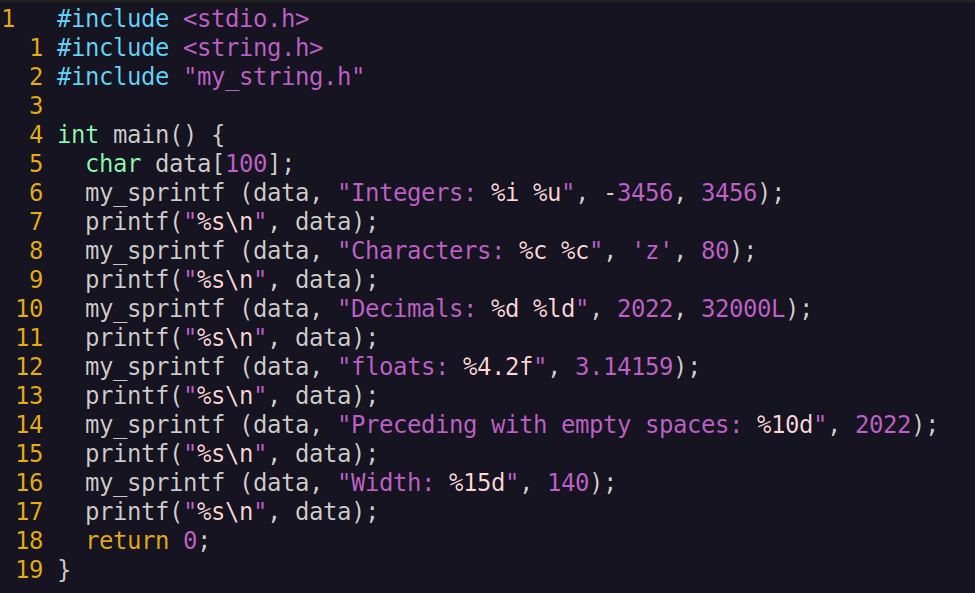 1   #include <stdio.h>
  1 #include <string.h>
  2 #include "my_string.h"
  3
  4 int main() {
  5   char data[100];
  6   my_sprintf (data, "Integers: %i %u", -3456, 3456);
  7   printf("%s\n", data);
  8   my_sprintf (data, "Characters: %c %c", 'z', 80);
  9   printf("%s\n", data);
 10   my_sprintf (data, "Decimals: %d %ld", 2022, 32000L);
 11   printf("%s\n", data);
 12   my_sprintf (data, "floats: %4.2f", 3.14159);
 13   printf("%s\n", data);
 14   my_sprintf (data, "Preceding with empty spaces: %10d", 2022);
 15   printf("%s\n", data);
 16   my_sprintf (data, "Width: %15d", 140);
 17   printf("%s\n", data);
 18   return 0;
 19 }